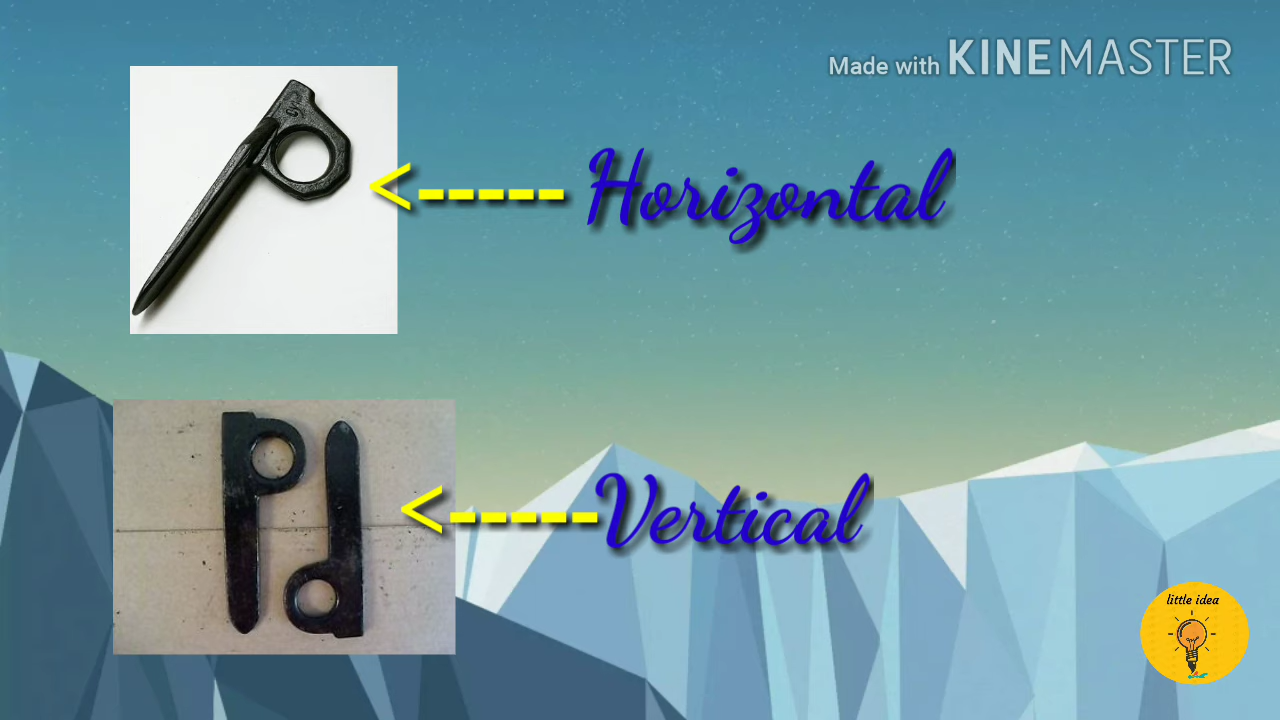 Made with KINEMASTER
<----- Horizontal
<-----Vertical
little idea